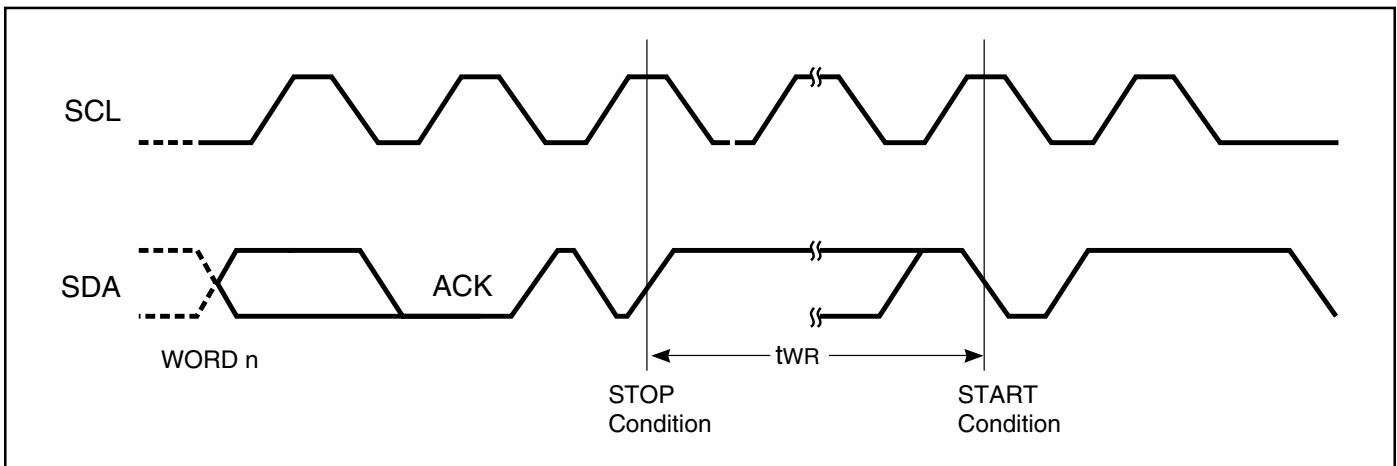 SCL
SDA
ACK
WORD n
tWR
STOP
Condition
START
Condition